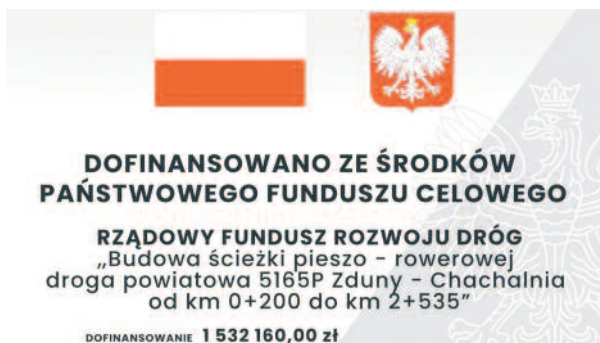 DOFINANSOWANO ZE ŚRODKÓW
PAŃSTWOWEGO FUNDUSZU CELOWEGO
RZĄDOWY FUNDUSZ ROZWOJU DRÓG
„Budowa ścieżki pieszo - rowerowej
droga powiatowa 5165P Zduny - Chachalnia
od km 0+200 do km 2+535”
DOFINANSOWANIE 1 532 160,00 zł